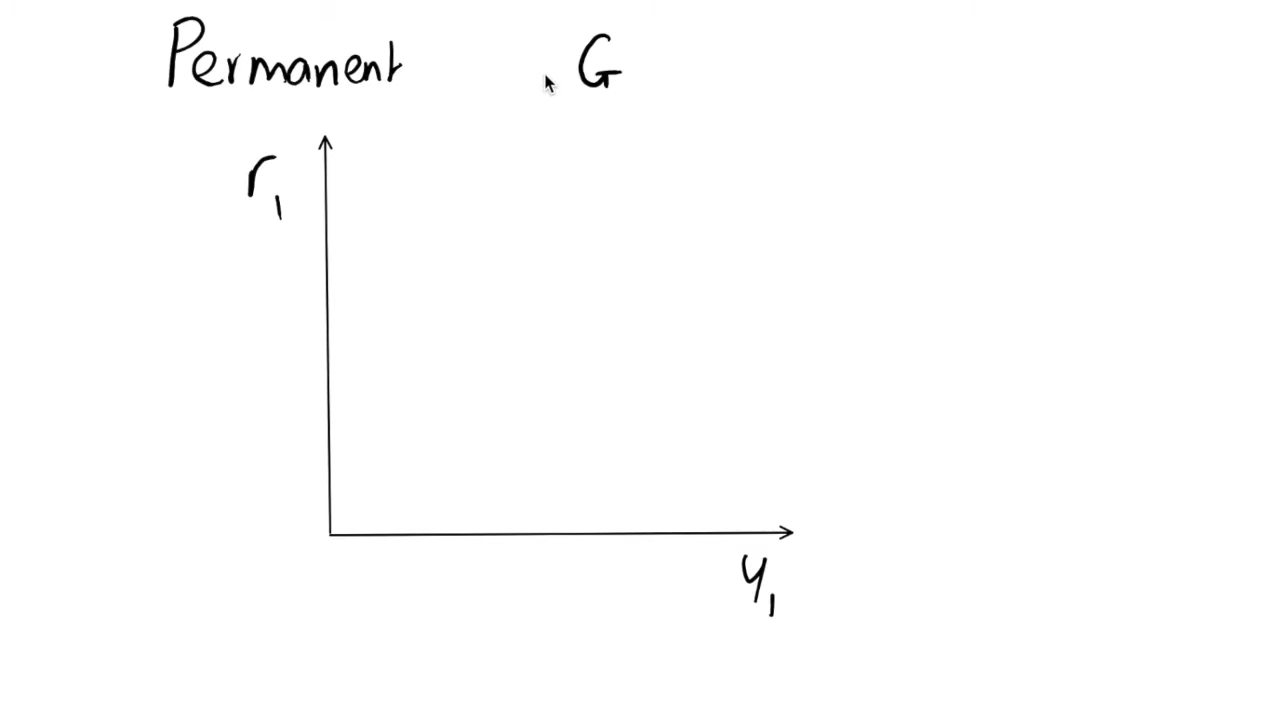 Permanent G
r₁
y₁